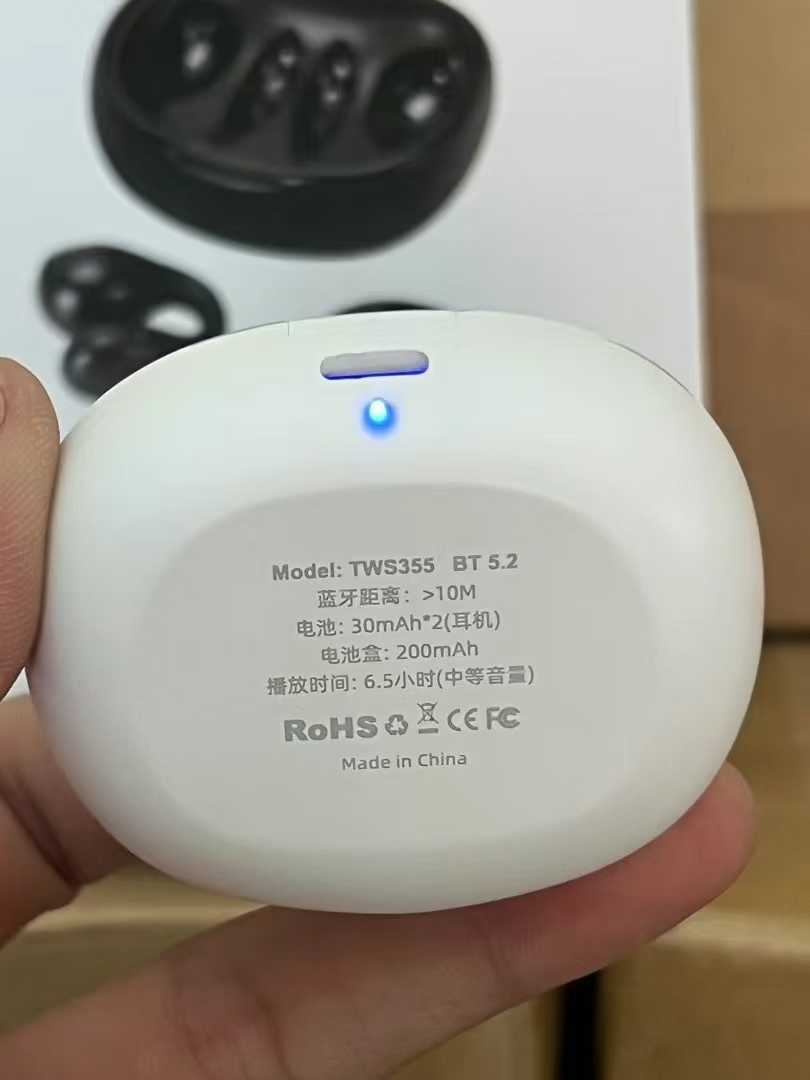 Model: TWS355 BT 5.2
蓝牙距离: >10M
电池: 30mAh*2(耳机)
电池盒: 200mAh
播放时间: 6.5小时(中等音量)
RoHS CE FC
Made in China